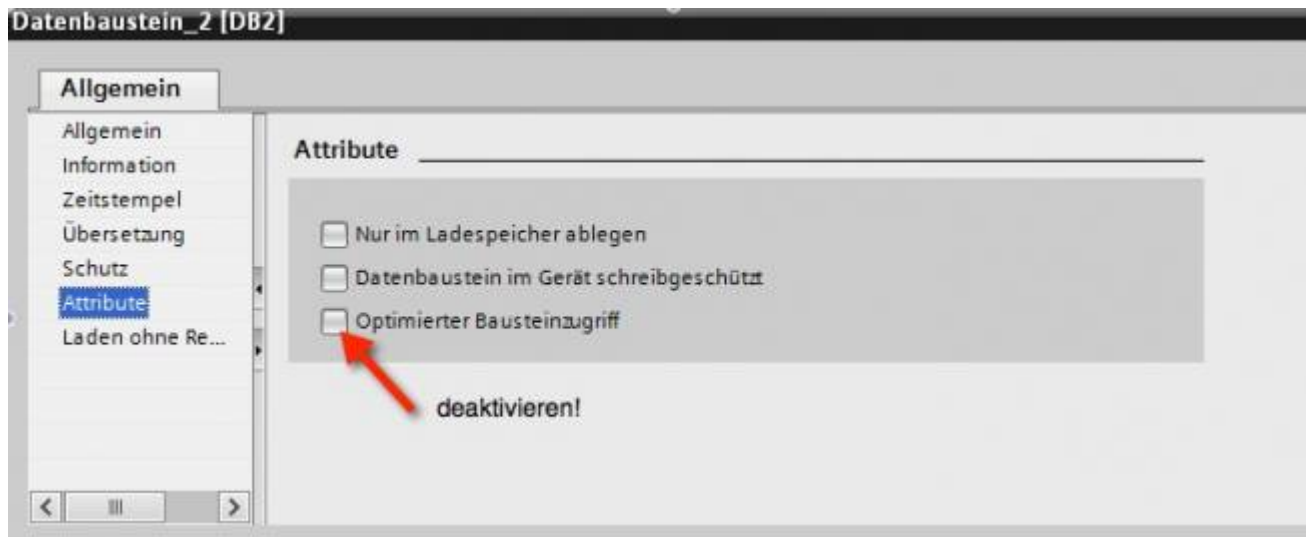 Datenbaustein_2 [DB2]
Allgemein
Allgemein
Information
Zeitstempel
Übersetzung
Schutz
Attribute
Laden ohne Re...
Attribute
Nur im Ladespeicher ablegen
Datenbaustein im Gerät schreibgeschützt
Optimierter Bausteinzugriff
deaktivieren!